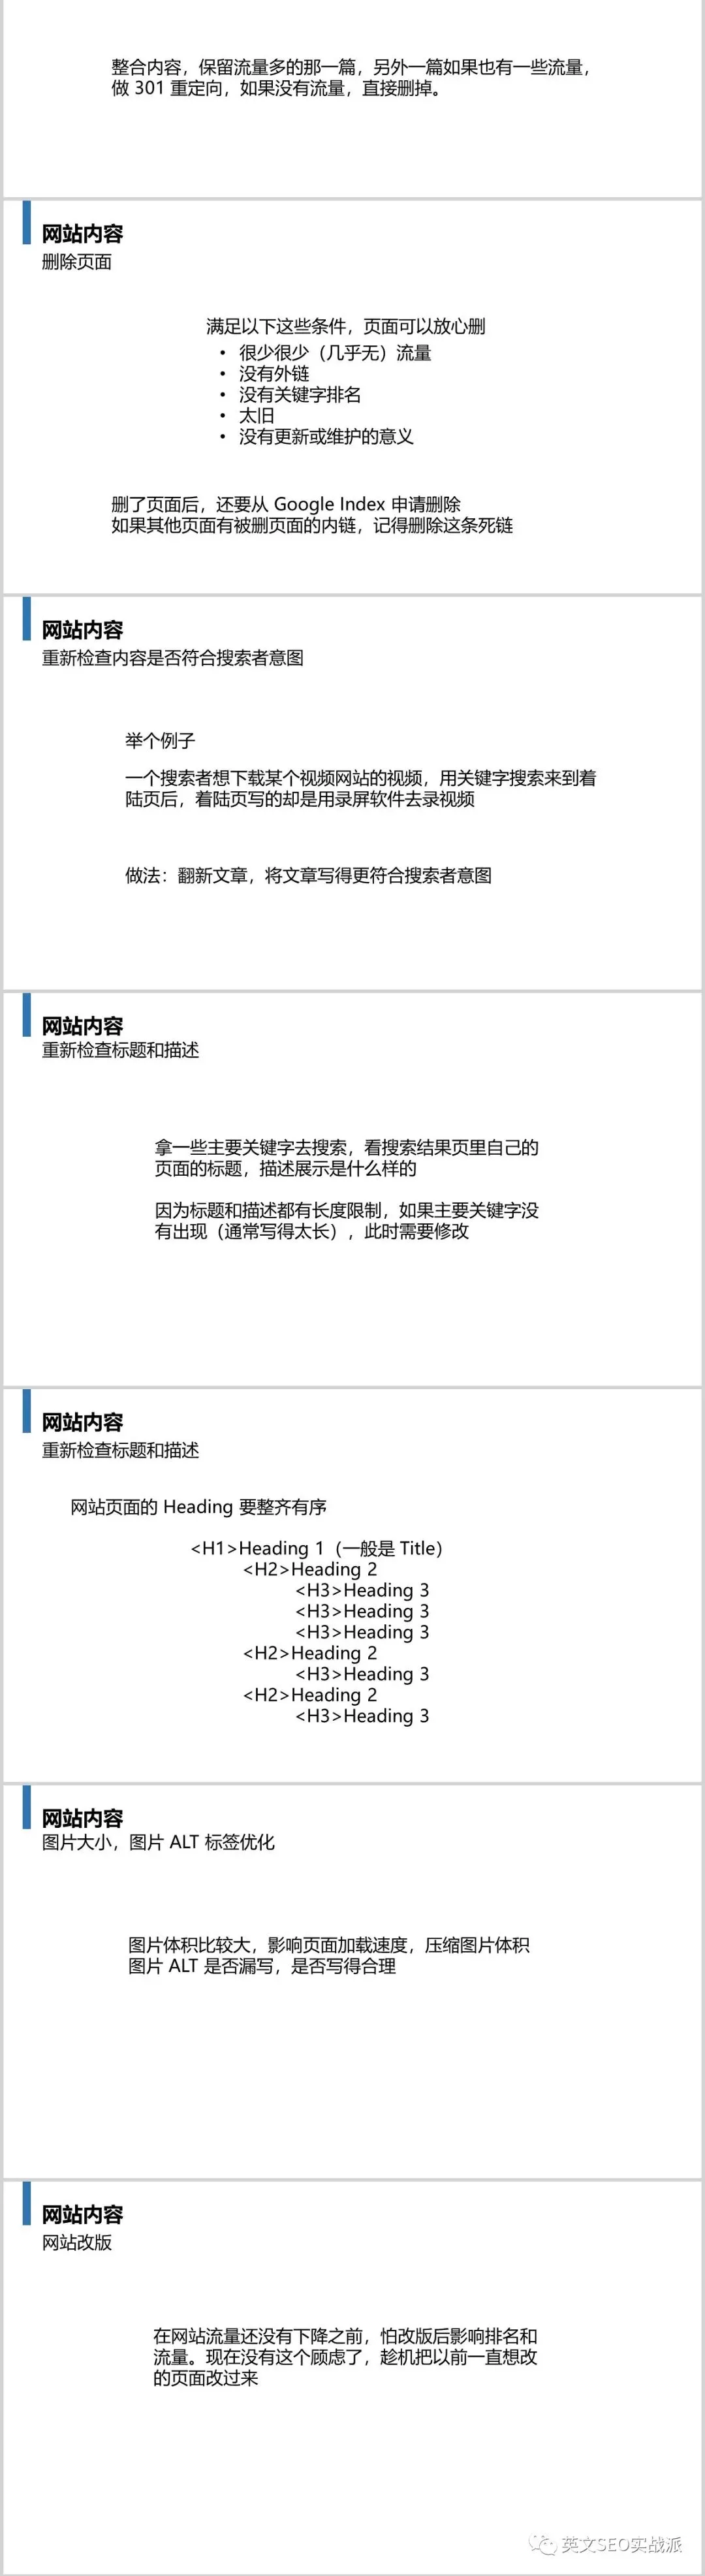 整合内容，保留流量多的那一篇，另外一篇如果也有一些流量，
做 301 重定向，如果没有流量，直接删掉。
网站内容
删除页面
满足以下这些条件，页面可以放心删
• 很少很少（几乎无）流量
• 没有外链
• 没有关键字排名
• 太旧
• 没有更新或维护的意义
删了页面后，还要从 Google Index 申请删除
如果其他页面有被删页面的内链，记得删除这条死链
网站内容
重新检查内容是否符合搜索者意图
举个例子
一个搜索者想下载某个视频网站的视频，用关键字搜索来到着
陆页后，着陆页写的却是用录屏软件去录视频
做法：翻新文章，将文章写得更符合搜索者意图
网站内容
重新检查标题和描述
拿一些主要关键字去搜索，看搜索结果页里自己的
页面的标题，描述展示是什么样的
因为标题和描述都有长度限制，如果主要关键字没
有出现（通常写得太长），此时需要修改
网站内容
重新检查标题和描述
网站页面的 Heading 要整齐有序
<H1>Heading 1（一般是 Title）
<H2>Heading 2
<H3>Heading 3
<H3>Heading 3
<H3>Heading 3
<H2>Heading 2
<H3>Heading 3
<H2>Heading 2
<H3>Heading 3
网站内容
图片大小，图片 ALT 标签优化
图片体积比较大，影响页面加载速度，压缩图片体积
图片 ALT 是否漏写，是否写得合理
网站内容
网站改版
在网站流量还没有下降之前，怕改版后影响排名和
流量。现在没有这个顾虑了，趁机把以前一直想改
的页面改过来
英文SEO实战派